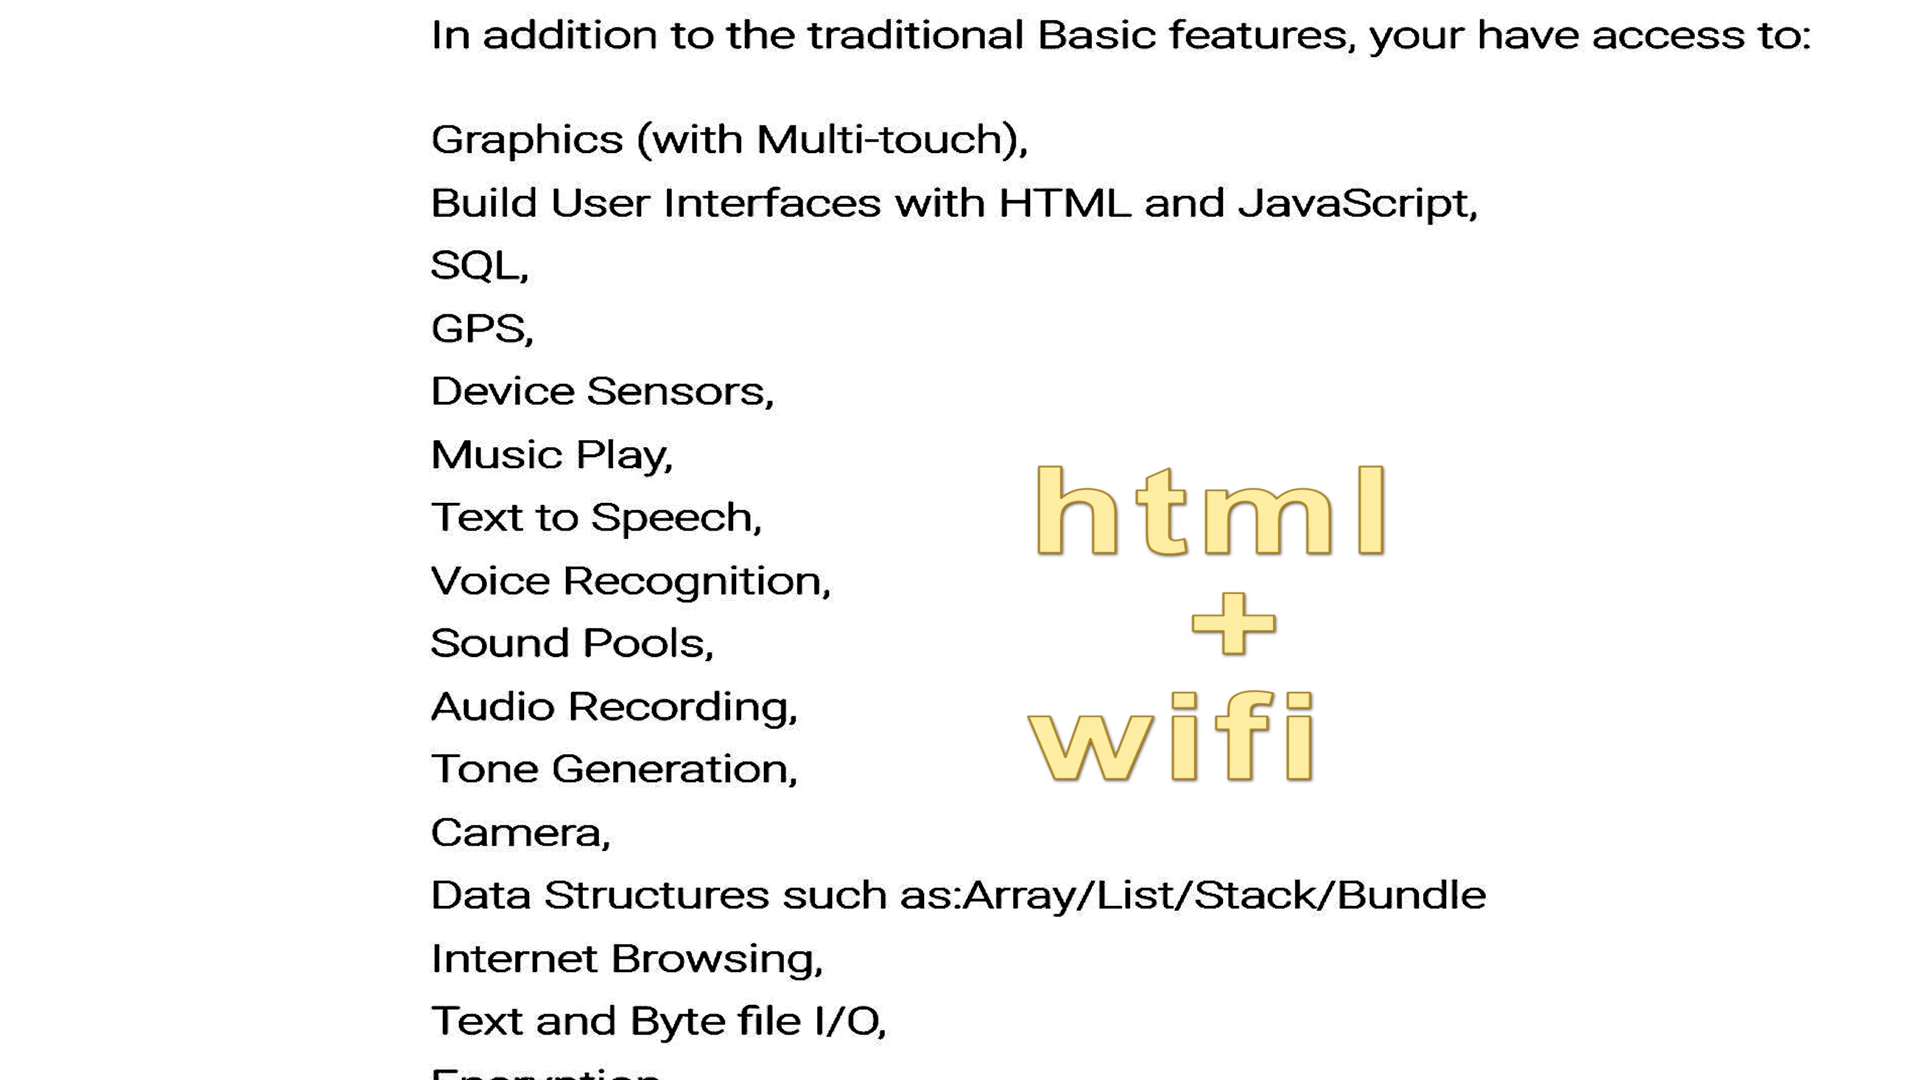 In addition to the traditional Basic features, your have access to:
Graphics (with Multi-touch),
Build User Interfaces with HTML and JavaScript,
SQL,
GPS,
Device Sensors,
Music Play,
Text to Speech,
Voice Recognition,
Sound Pools,
Audio Recording,
Tone Generation,
Camera,
Data Structures such as:Array/List/Stack/Bundle
Internet Browsing,
Text and Byte file I/O,
Encryption
html
+
wifi